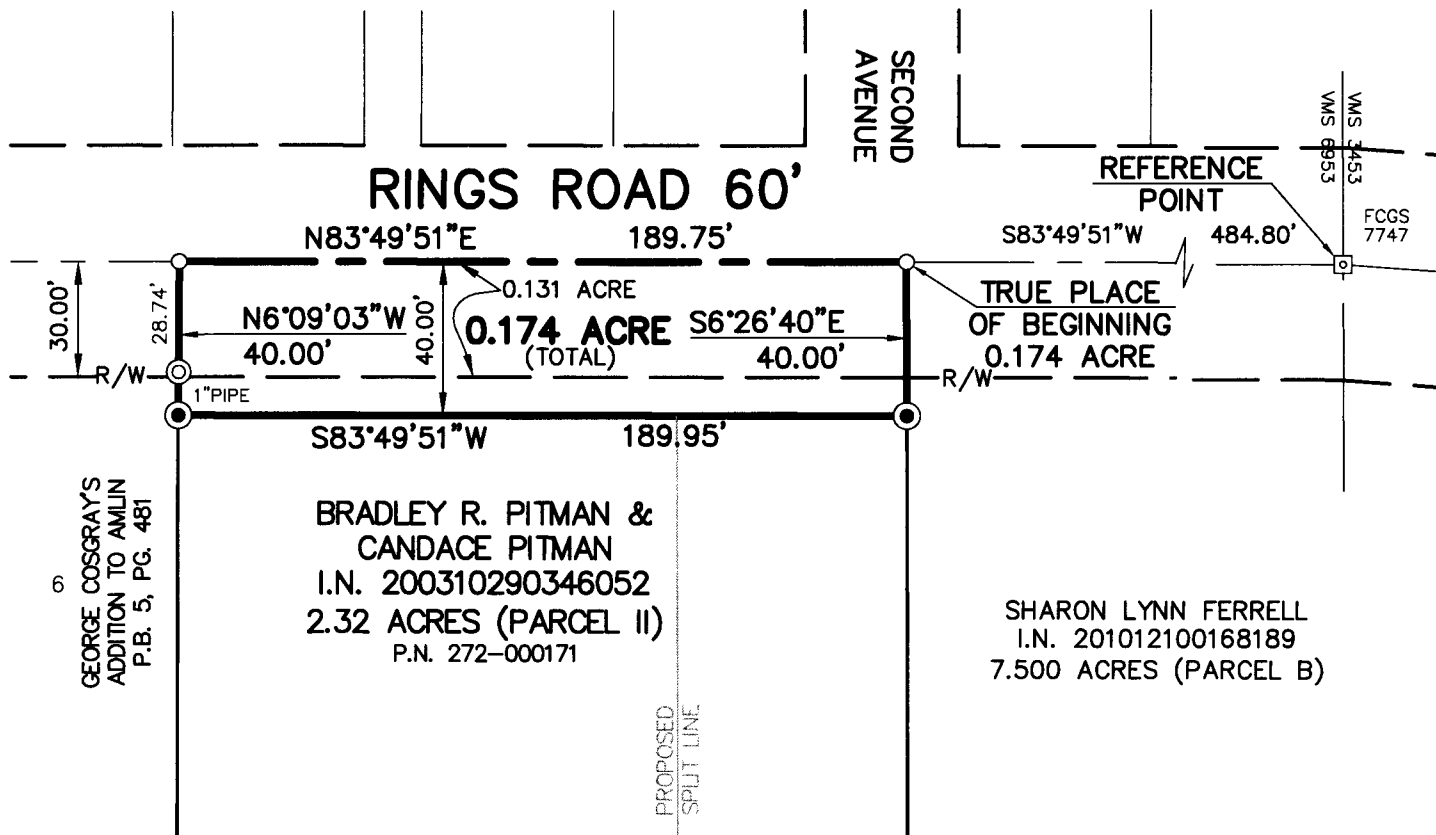 SECOND
AVENUE
VMS 3453
VMS 6953
RINGS ROAD 60'
REFERENCE
POINT
FCGS
7747
N83°49'51"E 189.75'
S83°49'51"W 484.80'
30.00'
28.74'
N6°09'03"W
40.00'
40.00'
0.131 ACRE
0.174 ACRE
(TOTAL)
S6°26'40"E
40.00'
TRUE PLACE
OF BEGINNING
0.174 ACRE
R/W
R/W
1"PIPE
S83°49'51"W 189.95'
6
GEORGE COSGRAY'S
ADDITION TO AMLIN
P.B. 5, PG. 481
BRADLEY R. PITMAN &
CANDACE PITMAN
I.N. 200310290346052
2.32 ACRES (PARCEL II)
P.N. 272-000171
PROPOSED
SPLIT LINE
SHARON LYNN FERRELL
I.N. 201012100168189
7.500 ACRES (PARCEL B)